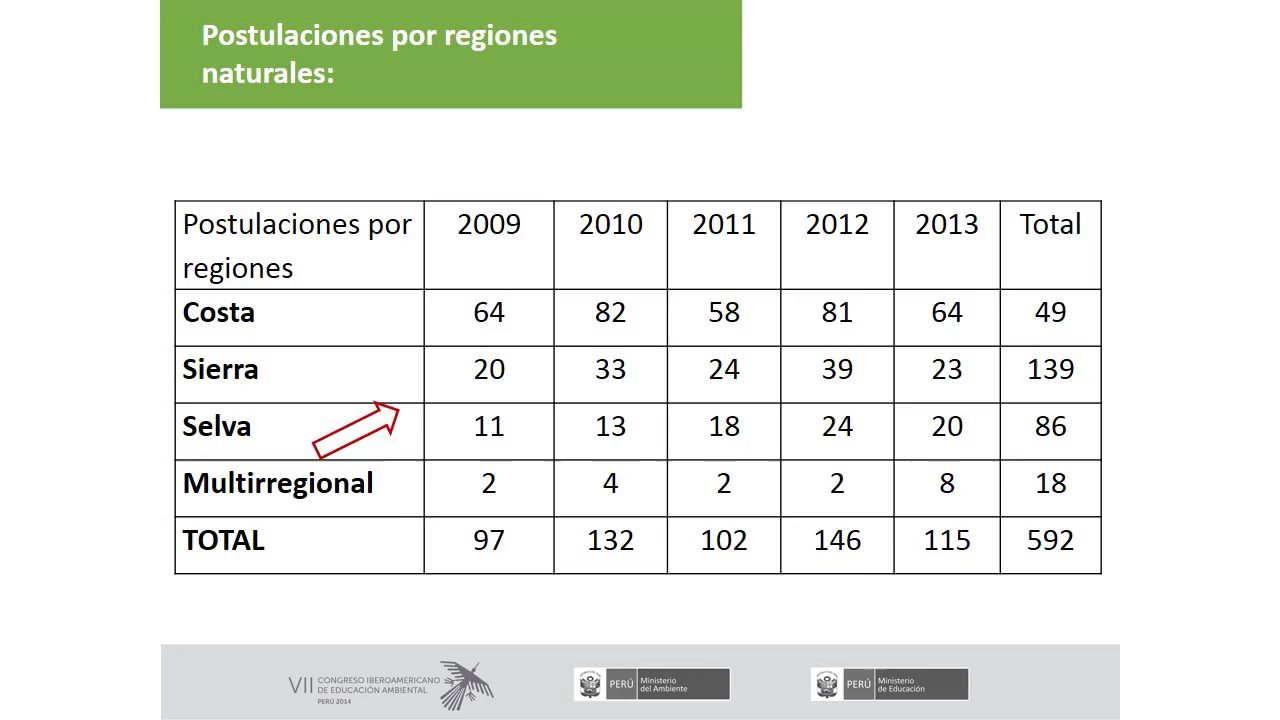 Postulaciones por regiones
naturales:
Postulaciones por regiones 2009 2010 2011 2012 2013 Total
Costa 64 82 58 81 64 49
Sierra 20 33 24 39 23 139
Selva 11 13 18 24 20 86
Multirregional 2 4 2 2 8 18
TOTAL 97 132 102 146 115 592
VII CONGRESO IBEROAMERICANO
DE EDUCACIÓN AMBIENTAL
PERÚ 2014
PERÚ Ministerio
del Ambiente
PERÚ Ministerio
de Educación